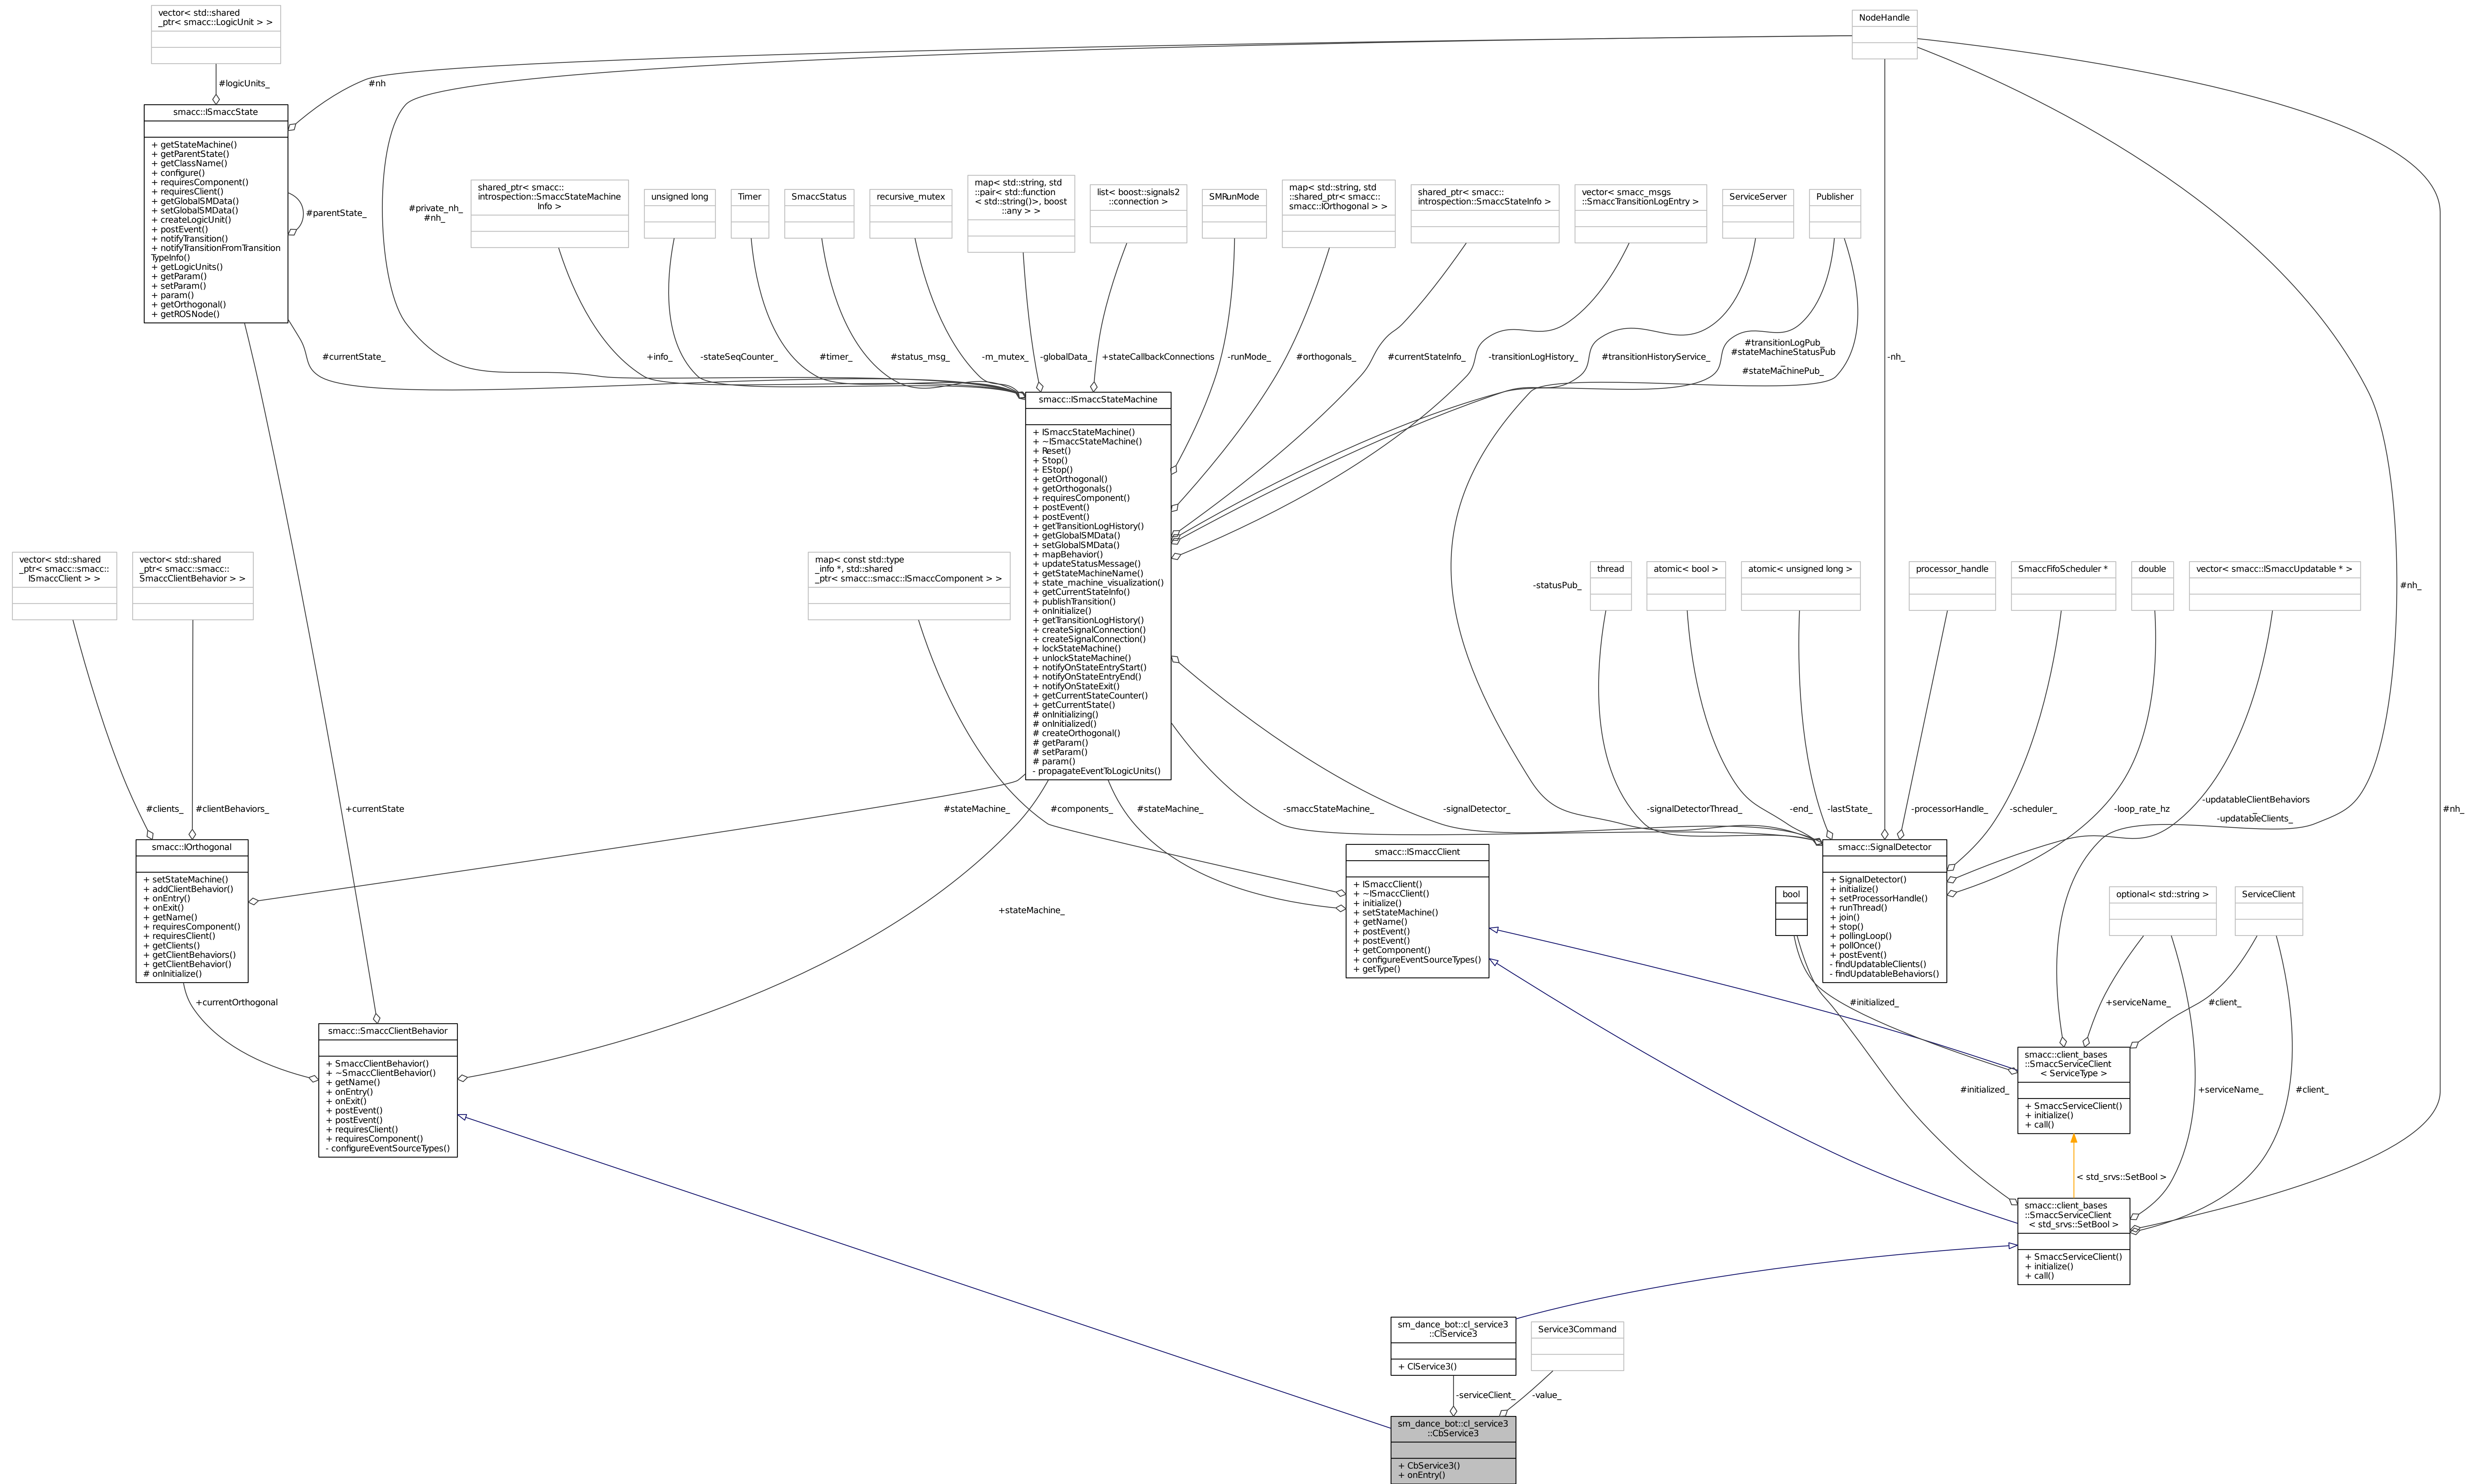 vector< std::shared
_ptr< smacc::LogicUnit > >
NodeHandle
#logicUnits_
#nh
smacc::ISmaccState
+ getStateMachine()
+ getParentState()
+ getClassName()
+ configure()
+ requiresComponent()
+ requiresClient()
+ getGlobalSMData()
+ setGlobalSMData()
+ createLogicUnit()
+ postEvent()
+ notifyTransition()
+ notifyTransitionFromTransition
TypeInfo()
+ getLogicUnits()
+ getParam()
+ setParam()
+ param()
+ getOrthogonal()
+ getROSNode()
#parentState_
#private_nh_
#nh_
shared_ptr< smacc::
introspection::SmaccStateMachine
Info >
unsigned long
Timer
SmaccStatus
recursive_mutex
map< std::string, std
::pair< std::function
< std::string()>, boost
::any > >
list< boost::signals2
::connection >
SMRunMode
map< std::string, std
::shared_ptr< smacc::
smacc::IOrthogonal > >
shared_ptr< smacc::
introspection::SmaccStateInfo >
vector< smacc_msgs
::SmaccTransitionLogEntry >
ServiceServer
Publisher
#currentState_
+info_
-stateSeqCounter_
#timer_
#status_msg_
-m_mutex_
-globalData_
+stateCallbackConnections
-runMode_
#orthogonals_
#currentStateInfo_
-transitionLogHistory_
#transitionHistoryService_
#transitionLogPub_
#stateMachineStatusPub
_
#stateMachinePub_
-nh_
smacc::ISmaccStateMachine
+ ISmaccStateMachine()
+ ~ISmaccStateMachine()
+ Reset()
+ Stop()
+ EStop()
+ getOrthogonal()
+ getOrthogonals()
+ requiresComponent()
+ postEvent()
+ postEvent()
+ getTransitionLogHistory()
+ getGlobalSMData()
+ setGlobalSMData()
+ mapBehavior()
+ updateStatusMessage()
+ getStateMachineName()
+ state_machine_visualization()
+ getCurrentStateInfo()
+ publishTransition()
+ onInitialize()
+ getTransitionLogHistory()
+ createSignalConnection()
+ createSignalConnection()
+ lockStateMachine()
+ unlockStateMachine()
+ notifyOnStateEntryStart()
+ notifyOnStateEntryEnd()
+ notifyOnStateExit()
+ getCurrentStateCounter()
+ getCurrentState()
# onInitializing()
# onInitialized()
# createOrthogonal()
# getParam()
# setParam()
# param()
- propagateEventToLogicUnits()
vector< std::shared
_ptr< smacc::smacc::
ISmaccClient > >
vector< std::shared
_ptr< smacc::smacc::
SmaccClientBehavior > >
map< const std::type
_info *, std::shared
_ptr< smacc::smacc::ISmaccComponent > >
-statusPub_
thread
atomic< bool >
atomic< unsigned long >
processor_handle
SmaccFifoScheduler *
double
vector< smacc::ISmaccUpdatable * >
#nh_
#clients_
#clientBehaviors_
+currentState
#stateMachine_
#components_
#stateMachine_
-smaccStateMachine_
-signalDetector_
-signalDetectorThread_
-end_
-lastState_
-processorHandle_
-scheduler_
-loop_rate_hz
-updatableClientBehaviors
_
-updatableClients_
#nh_
smacc::IOrthogonal
+ setStateMachine()
+ addClientBehavior()
+ onEntry()
+ onExit()
+ getName()
+ requiresComponent()
+ requiresClient()
+ getClients()
+ getClientBehaviors()
+ getClientBehavior()
# onInitialize()
smacc::ISmaccClient
+ ISmaccClient()
+ ~ISmaccClient()
+ initialize()
+ setStateMachine()
+ getName()
+ postEvent()
+ postEvent()
+ getComponent()
+ configureEventSourceTypes()
+ getType()
smacc::SignalDetector
+ SignalDetector()
+ initialize()
+ setProcessorHandle()
+ runThread()
+ join()
+ stop()
+ pollingLoop()
+ pollOnce()
+ postEvent()
- findUpdatableClients()
- findUpdatableBehaviors()
bool
optional< std::string >
ServiceClient
+stateMachine_
+currentOrthogonal
#initialized_
+serviceName_
#client_
smacc::SmaccClientBehavior
+ SmaccClientBehavior()
+ ~SmaccClientBehavior()
+ getName()
+ onEntry()
+ onExit()
+ postEvent()
+ postEvent()
+ requiresClient()
+ requiresComponent()
- configureEventSourceTypes()
smacc::client_bases
::SmaccServiceClient
< ServiceType >
+ SmaccServiceClient()
+ initialize()
+ call()
#initialized_
+serviceName_
#client_
< std_srvs::SetBool >
smacc::client_bases
::SmaccServiceClient
< std_srvs::SetBool >
+ SmaccServiceClient()
+ initialize()
+ call()
sm_dance_bot::cl_service3
::ClService3
+ ClService3()
Service3Command
-serviceClient_
-value_
sm_dance_bot::cl_service3
::CbService3
+ CbService3()
+ onEntry()